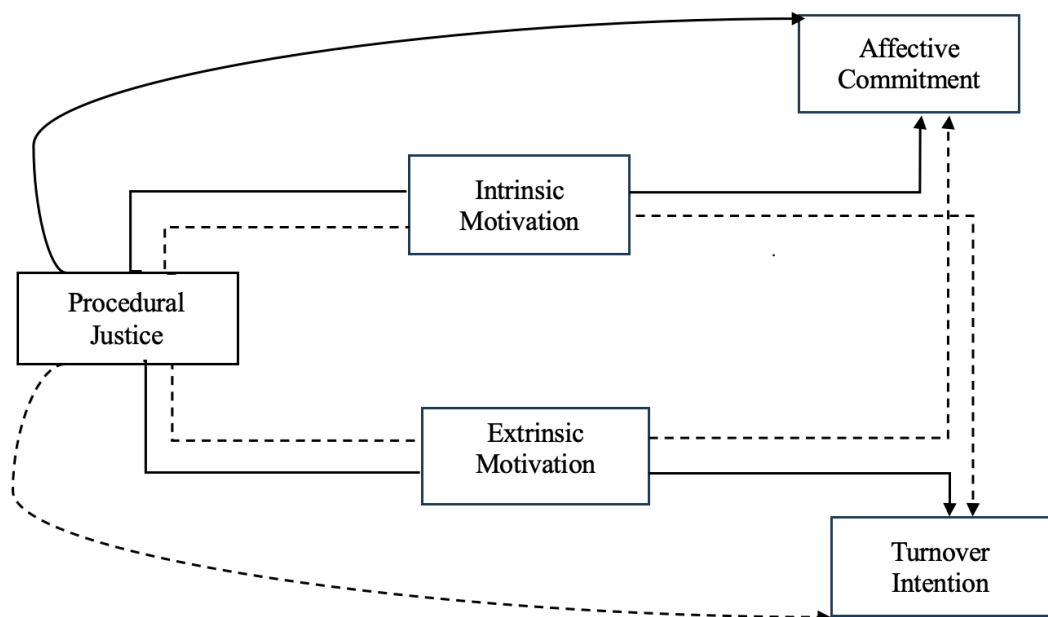 Affective
Commitment
Intrinsic
Motivation
Procedural
Justice
Extrinsic
Motivation
Turnover
Intention